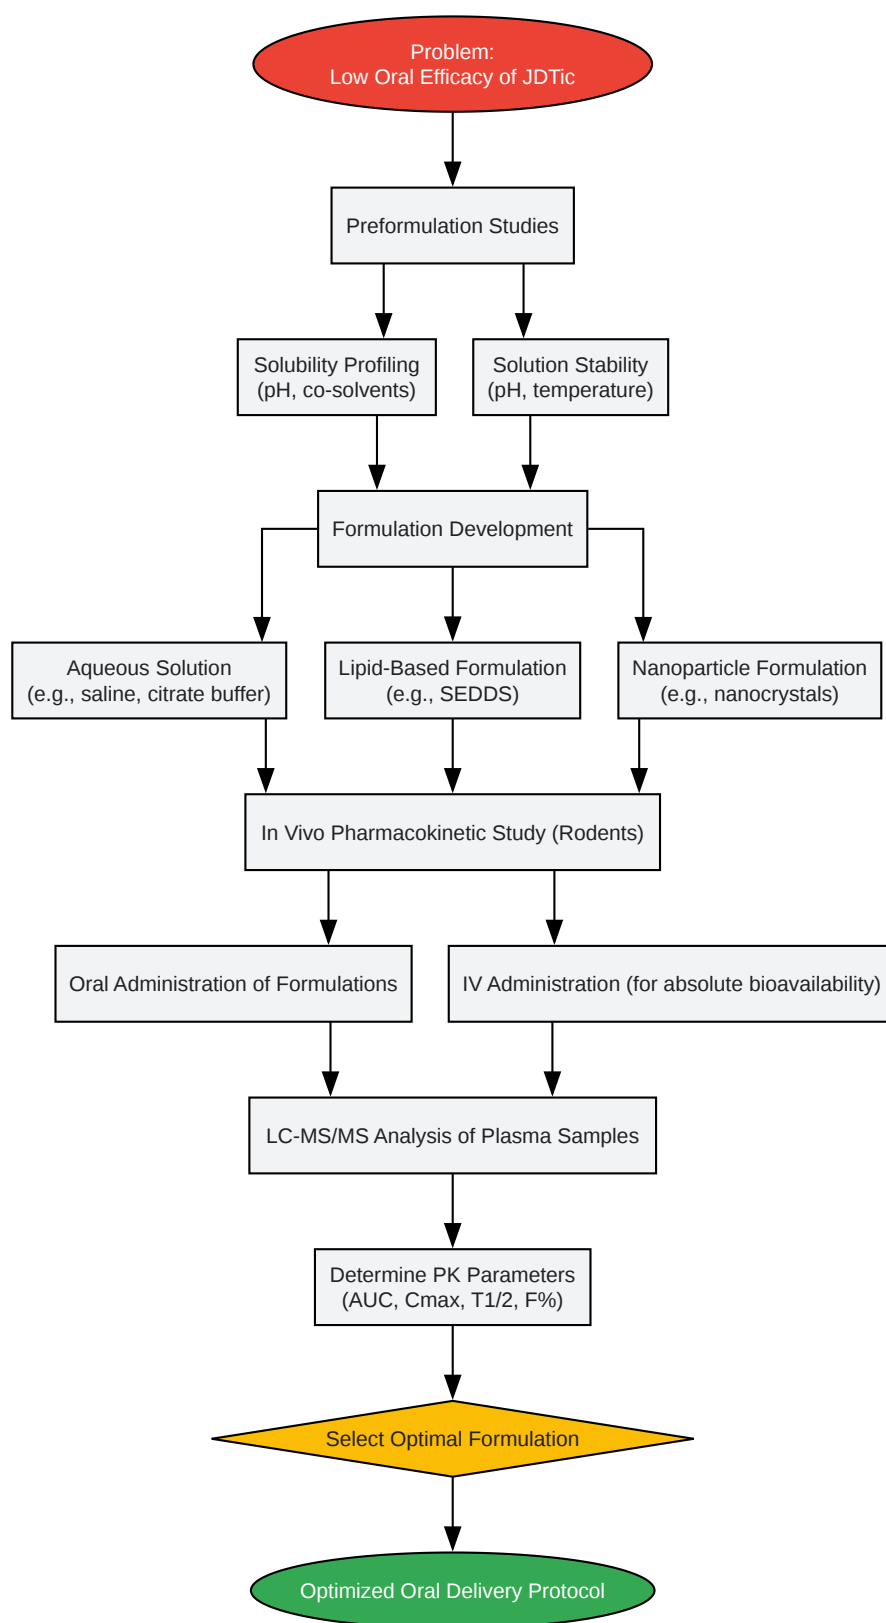 Problem:
Low Oral Efficacy of JDTic
Preformulation Studies
Solubility Profiling
(pH, co-solvents)
Solution Stability
(pH, temperature)
Formulation Development
Aqueous Solution
(e.g., saline, citrate buffer)
Lipid-Based Formulation
(e.g., SEDDS)
Nanoparticle Formulation
(e.g., nanocrystals)
In Vivo Pharmacokinetic Study (Rodents)
Oral Administration of Formulations
IV Administration (for absolute bioavailability)
LC-MS/MS Analysis of Plasma Samples
Determine PK Parameters
(AUC, Cmax, T1/2, F%)
Select Optimal Formulation
Optimized Oral Delivery Protocol